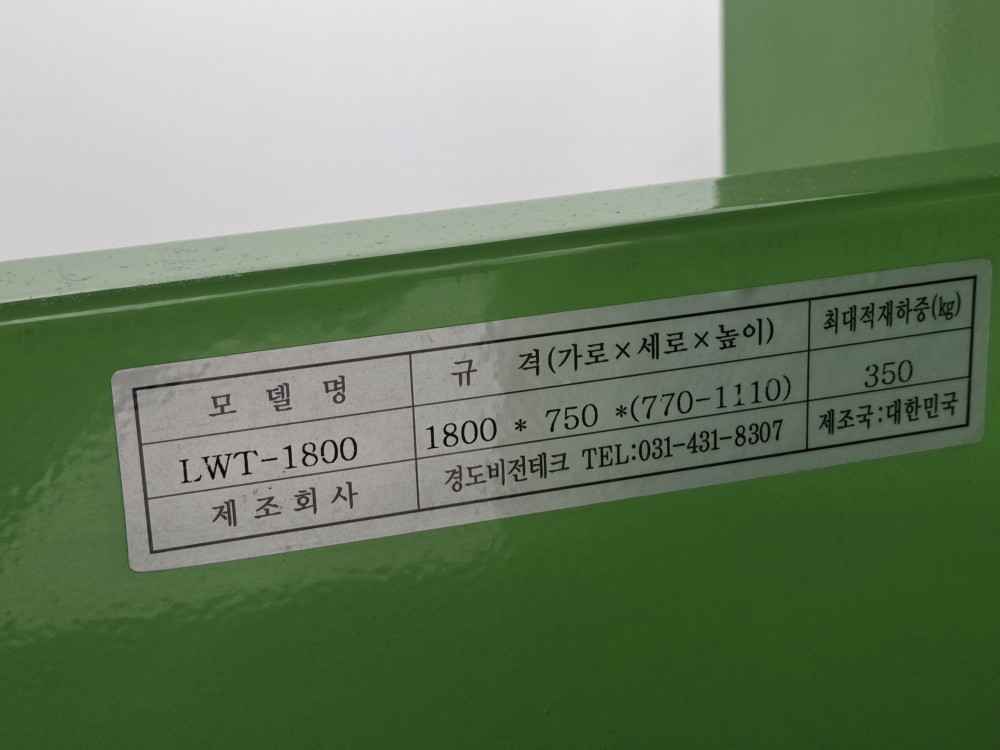 모 델 명 규 격(가로×세로×높이) 최대적재하중(kg)
LWT-1800 1800 * 750 *(770-1110) 350
제 조 회 사 경도비전테크 TEL:031-431-8307 제조국:대한민국